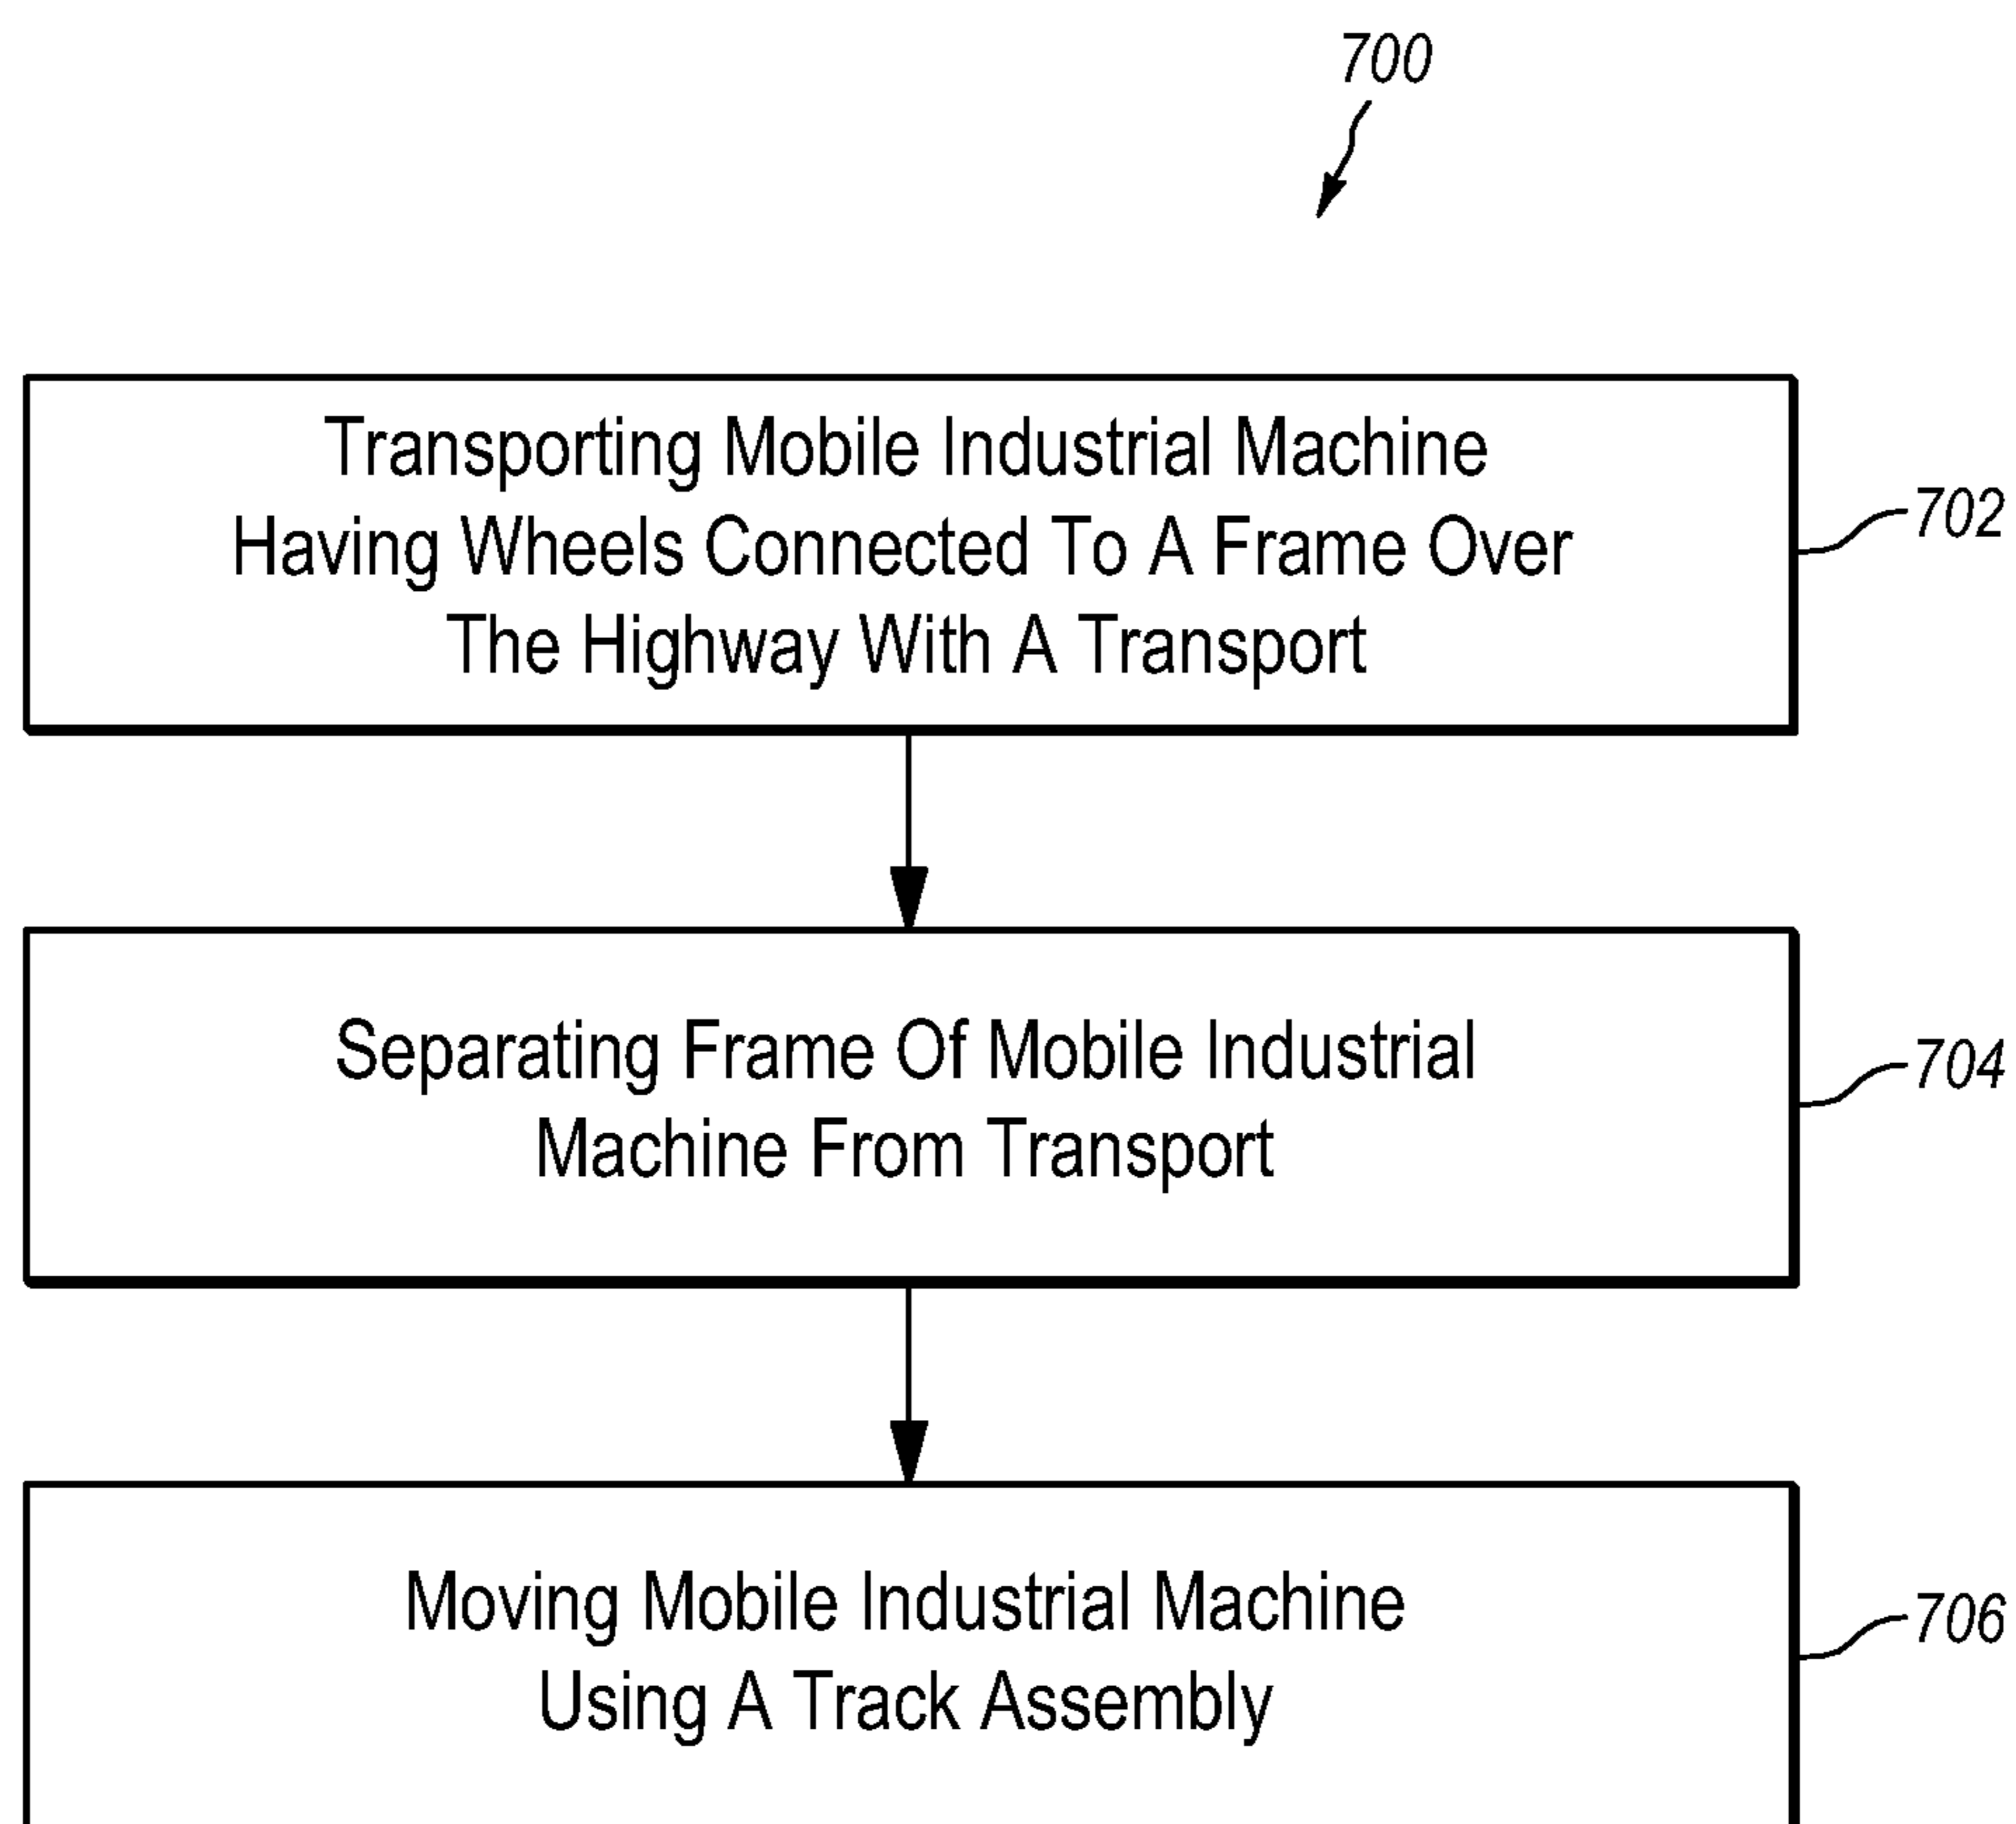 700
Transporting Mobile Industrial Machine
Having Wheels Connected To A Frame Over
The Highway With A Transport
702
Separating Frame Of Mobile Industrial
Machine From Transport
704
Moving Mobile Industrial Machine
Using A Track Assembly
706